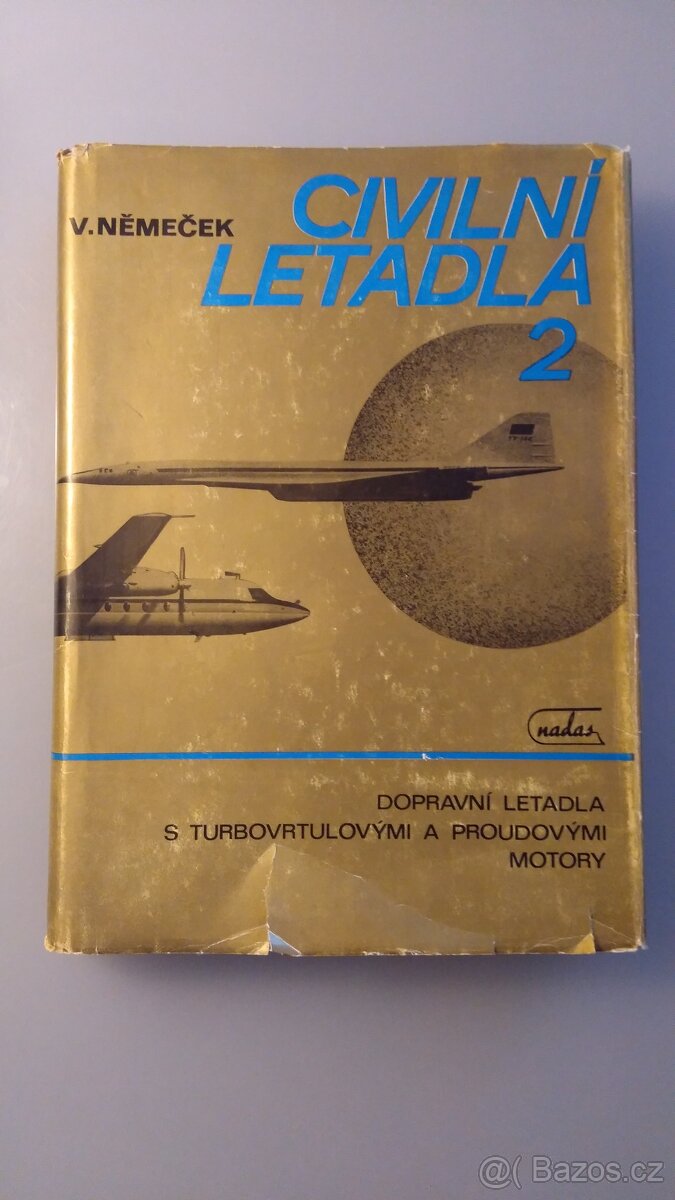 V. NĚMEČEK
CIVILNÍ
LETADLA
2
nadas
DOPRAVNÍ LETADLA
S TURBOVRTULOVÝMI A PROUDOVÝMI
MOTORY
@( Bazos.cz